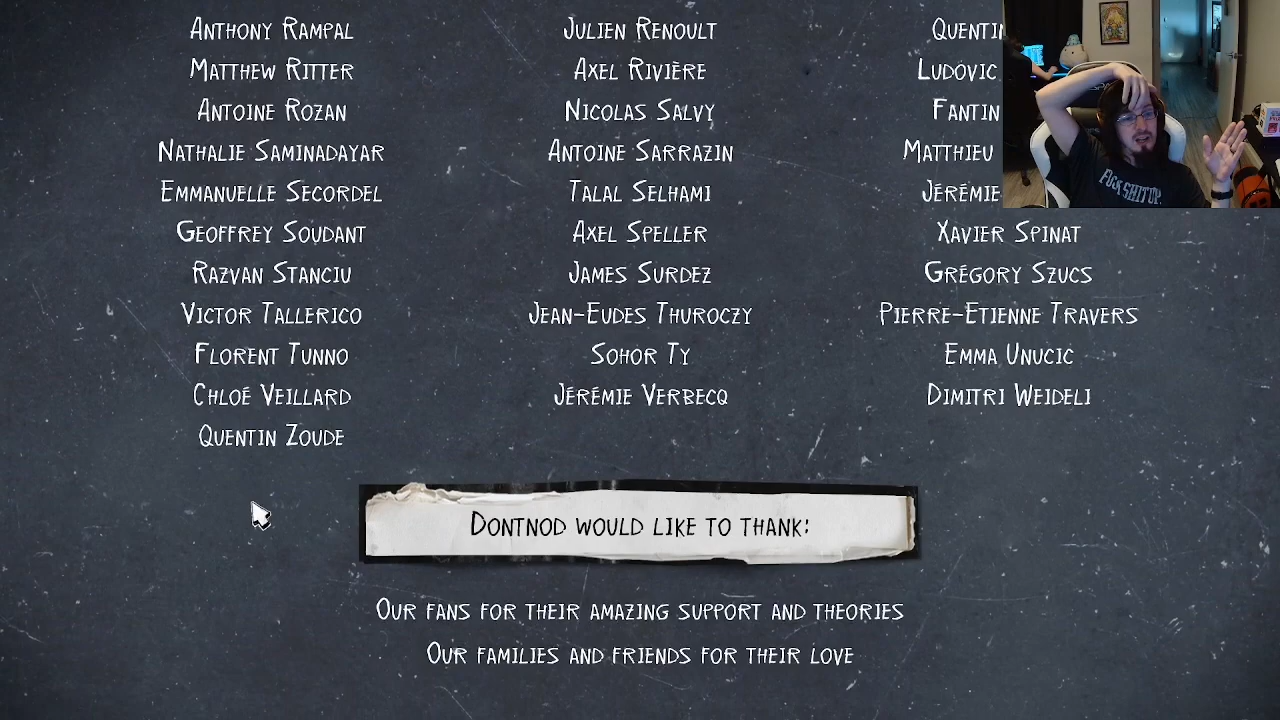 Anthony Rampal Julien Renoult Quentin
Matthew Ritter Axel Rivière Ludovic
Antoine Rozan Nicolas Salvy Fantin
Nathalie Saminadayar Antoine Sarrazin Matthieu
Emmanuelle Secordel Talal Selhami Jérémie
Geoffrey Soudant Axel Speller Xavier Spinat
Razvan Stanciu James Surdez Grégory Szucs
Victor Tallerico Jean-Eudes Thuroczy Pierre-Etienne Travers
Florent Tunno Sohor Ty Emma Unucic
Chloé Veillard Jérémie Verbecq Dimitri Weideli
Quentin Zoude
Dontnod would like to thank:
Our fans for their amazing support and theories
Our families and friends for their love